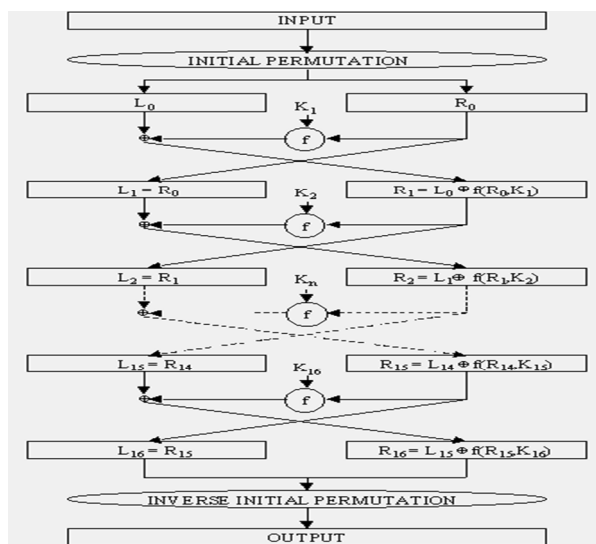 INPUT
INITIAL PERMUTATION
L₀ K₁ R₀
⊕ f
L₁ = R₀ K₂ R₁ = L₀ ⊕ f(R₀,K₁)
⊕ f
L₂ = R₁ Kₙ R₂ = L₁ ⊕ f(R₁,K₂)
⊕ f
L₁₅ = R₁₄ K₁₆ R₁₅ = L₁₄ ⊕ f(R₁₄,K₁₅)
⊕ f
L₁₆ = R₁₅ R₁₆ = L₁₅ ⊕ f(R₁₅,K₁₆)
INVERSE INITIAL PERMUTATION
OUTPUT